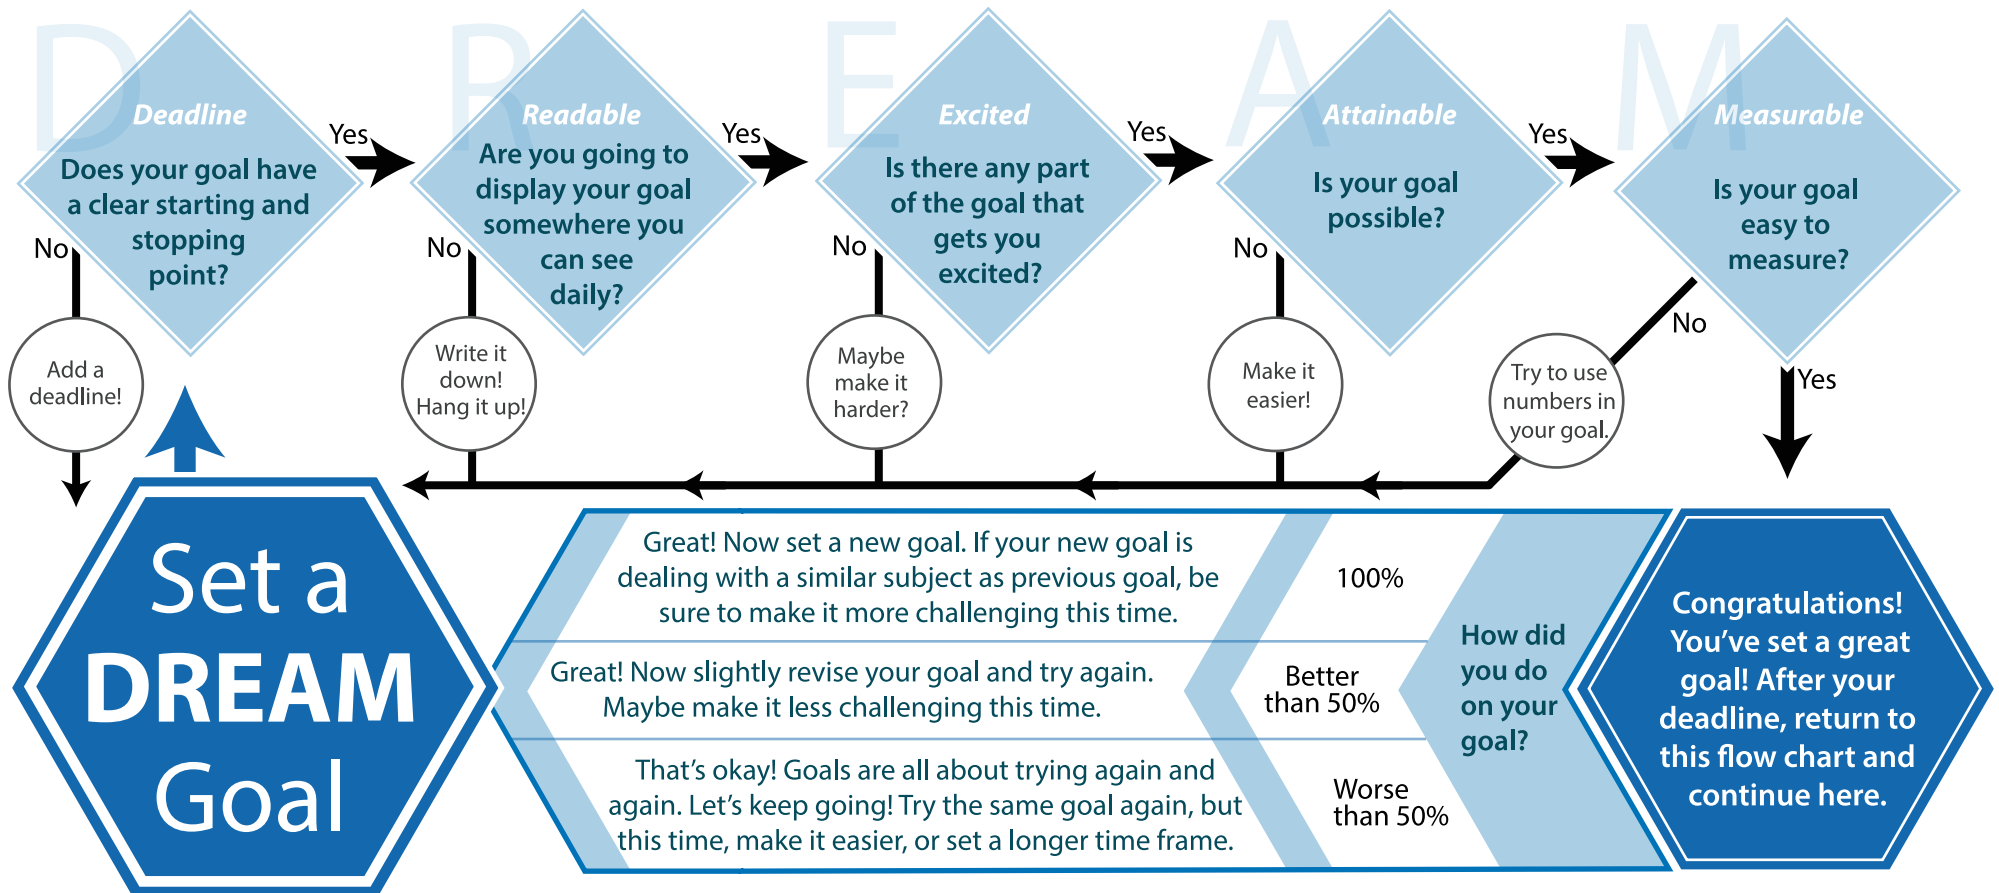 D
Deadline
Does your goal have
a clear starting and
stopping
point?
Yes
No
Add a
deadline!
R
Readable
Are you going to
display your goal
somewhere you
can see
daily?
Yes
No
Write it
down!
Hang it up!
E
Excited
Is there any part
of the goal that
gets you
excited?
Yes
No
Maybe
make it
harder?
A
Attainable
Is your goal
possible?
Yes
No
Make it
easier!
M
Measurable
Is your goal
easy to
measure?
No
Try to use
numbers in
your goal.
Yes
Congratulations!
You've set a great
goal! After your
deadline, return to
this flow chart and
continue here.
How did
you do
on your
goal?
100%
Great! Now set a new goal. If your new goal is
dealing with a similar subject as previous goal, be
sure to make it more challenging this time.
Better
than 50%
Great! Now slightly revise your goal and try again.
Maybe make it less challenging this time.
Worse
than 50%
That's okay! Goals are all about trying again and
again. Let's keep going! Try the same goal again, but
this time, make it easier, or set a longer time frame.
Set a
DREAM
Goal